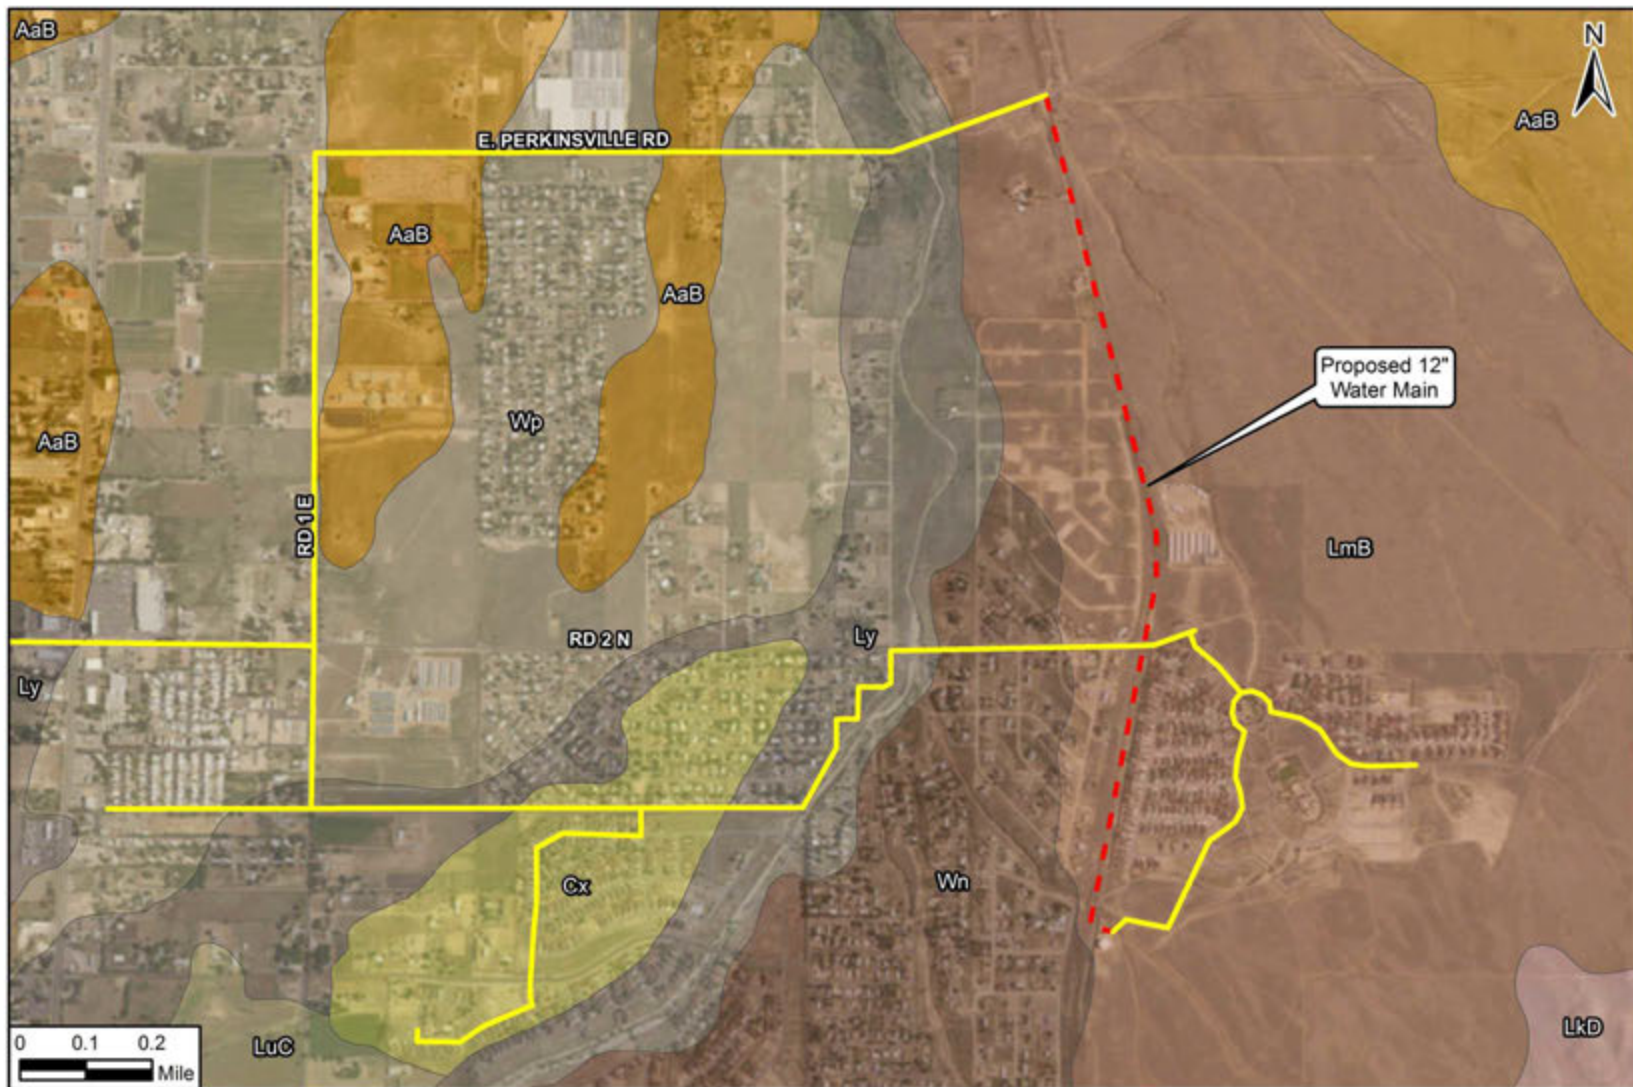 AaB
N
AaB
E. PERKINSVILLE RD
AaB
AaB
Proposed 12"
Water Main
Wp
AaB
RD 1 E
LmB
RD 2 N
Ly
Ly
Cx
Wn
LuC
LkD
0 0.1 0.2
Mile